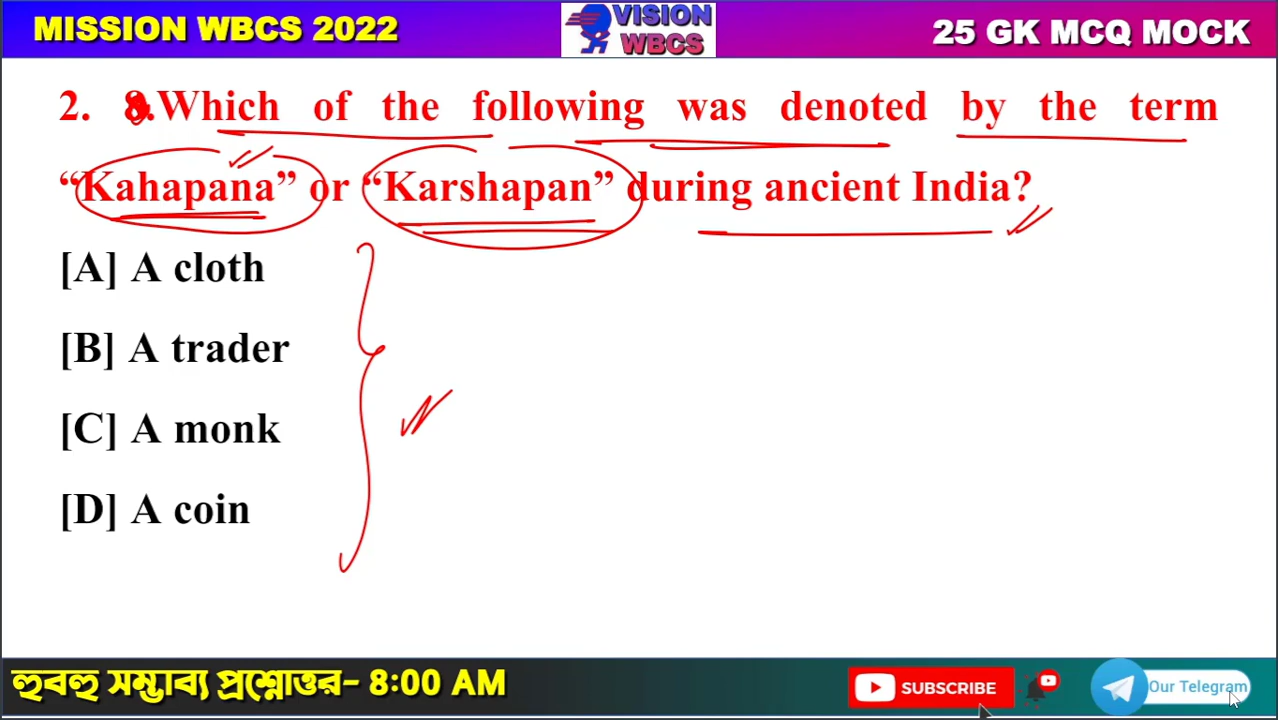 MISSION WBCS 2022
VISION
WBCS
25 GK MCQ MOCK
2. 8.Which of the following was denoted by the term
“Kahapana” or “Karshapan” during ancient India?
[A] A cloth
[B] A trader
[C] A monk
[D] A coin
হুবহু সম্ভাব্য প্রশ্নোত্তর- 8:00 AM
SUBSCRIBE
Our Telegram